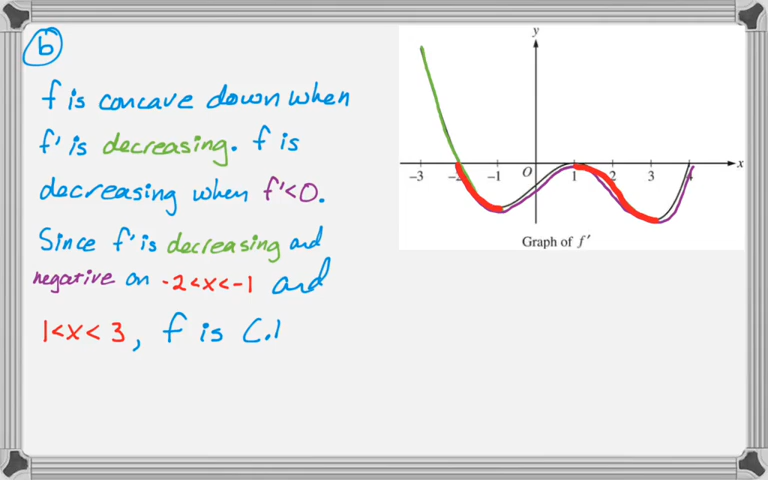 b
f is concave down when
f' is decreasing. f is
decreasing when f'<0.
Since f' is decreasing and
negative on -2<x<-1 and
1<x<3, f is C.I
y
x
-3 -2 -1 O 1 2 3 4
Graph of f'